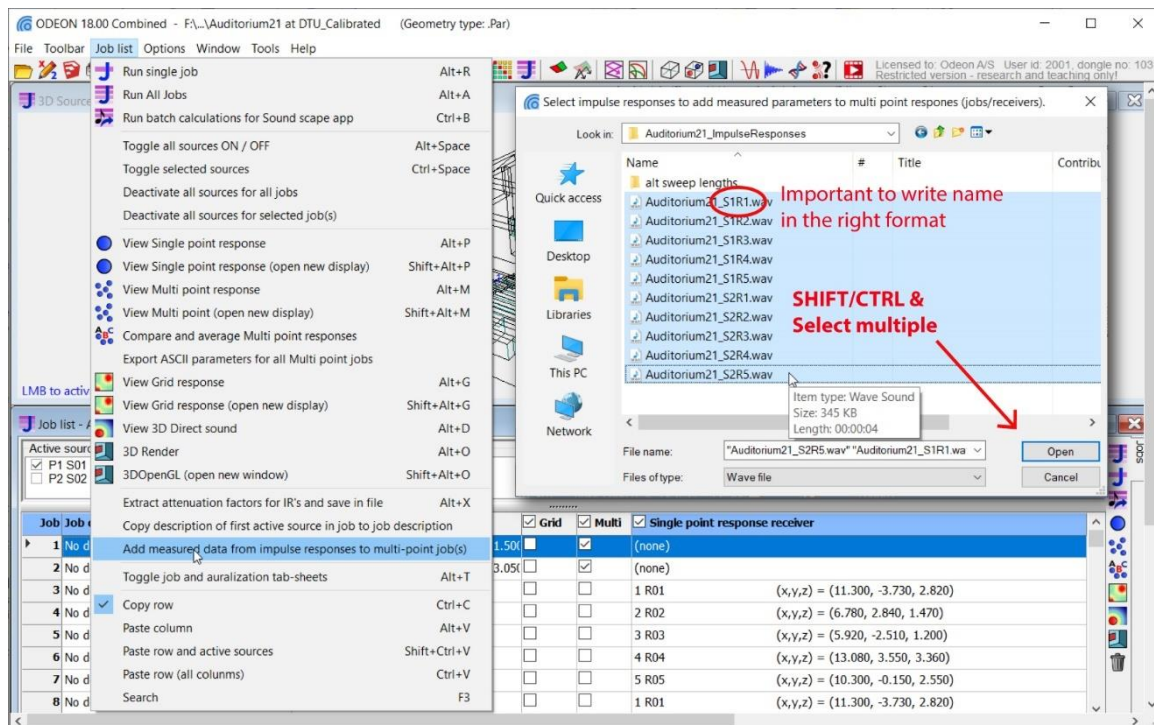 ODEON 18.00 Combined - F:\...\Auditorium21 at DTU_Calibrated (Geometry type: .Par)
File Toolbar Job list Options Window Tools Help
Licensed to: Odeon A/S User id: 2001, dongle no: 103
Restricted version - research and teaching only!
3D Source
Run single job Alt+R
Run All Jobs Alt+A
Run batch calculations for Sound scape app Ctrl+B
Toggle all sources ON / OFF Alt+Space
Toggle selected sources Ctrl+Space
Deactivate all sources for all jobs
Deactivate all sources for selected job(s)
View Single point response Alt+P
View Single point response (open new display) Shift+Alt+P
View Multi point response Alt+M
View Multi point (open new display) Shift+Alt+M
Compare and average Multi point responses
Export ASCII parameters for all Multi point jobs
View Grid response Alt+G
View Grid response (open new display) Shift+Alt+G
View 3D Direct sound Alt+D
3D Render Alt+O
3DOpenGL (open new window) Shift+Alt+O
Extract attenuation factors for IR's and save in file Alt+X
Copy description of first active source in job to job description
Add measured data from impulse responses to multi-point job(s)
Toggle job and auralization tab-sheets Alt+T
Copy row Ctrl+C
Paste column Alt+V
Paste row and active sources Shift+Ctrl+V
Paste row (all colunms) Ctrl+V
Search F3
Select impulse responses to add measured parameters to multi point respones (jobs/receivers).
Look in: Auditorium21_ImpulseResponses
Name # Title Contribu
Quick access
Desktop
Libraries
This PC
Network
alt sweep lengths
Auditorium21_S1R1.wav
Auditorium21_S1R2.wav
Auditorium21_S1R3.wav
Auditorium21_S1R4.wav
Auditorium21_S1R5.wav
Auditorium21_S2R1.wav
Auditorium21_S2R2.wav
Auditorium21_S2R3.wav
Auditorium21_S2R4.wav
Auditorium21_S2R5.wav
Important to write name
in the right format
SHIFT/CTRL &
Select multiple
Item type: Wave Sound
Size: 345 KB
Length: 00:00:04
File name: "Auditorium21_S2R5.wav" "Auditorium21_S1R1.wa Open
Files of type: Wave file Cancel
LMB to activ
Job list - A
Active sourc
P1 S01
P2 S02
Jobs
Job Job d Grid Multi Single point response receiver
1 No d 1.500 (none)
2 No d 3.050 (none)
3 No d 1 R01 (x,y,z) = (11.300, -3.730, 2.820)
4 No d 2 R02 (x,y,z) = (6.780, 2.840, 1.470)
5 No d 3 R03 (x,y,z) = (5.920, -2.510, 1.200)
6 No d 4 R04 (x,y,z) = (13.080, 3.550, 3.360)
7 No d 5 R05 (x,y,z) = (10.300, -0.150, 2.550)
8 No d 1 R01 (x,y,z) = (11.300, -3.730, 2.820)